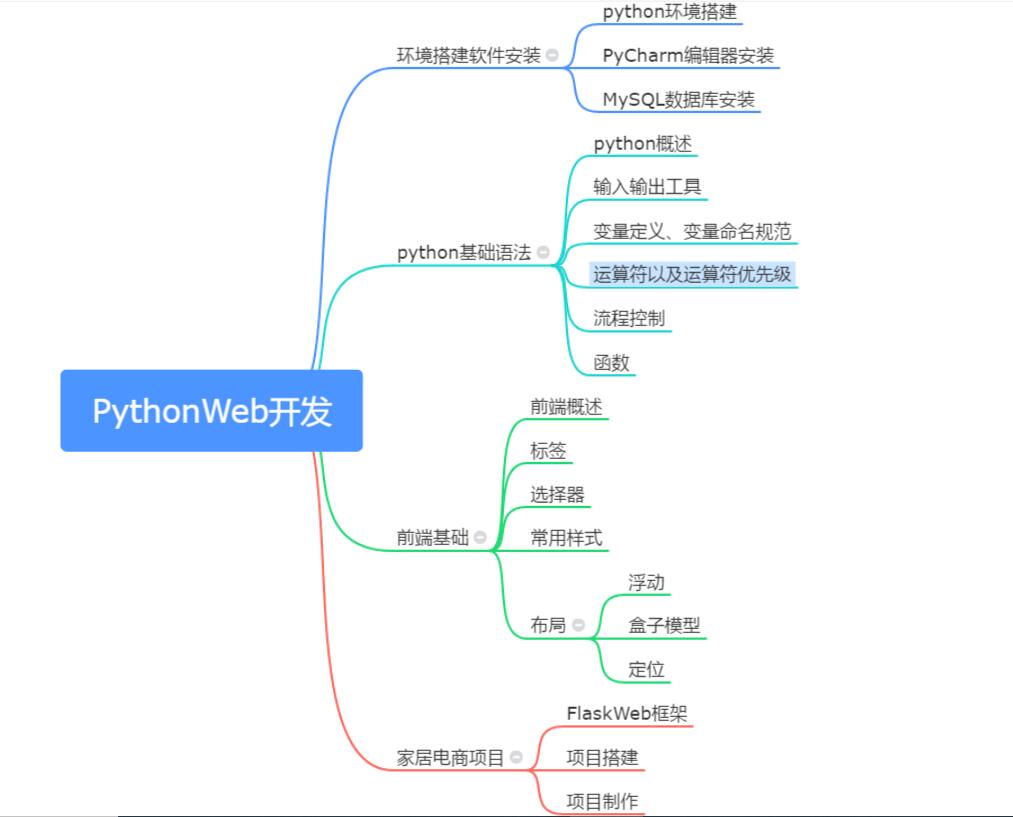 PythonWeb开发
环境搭建软件安装
python环境搭建
PyCharm编辑器安装
MySQL数据库安装
python基础语法
python概述
输入输出工具
变量定义、变量命名规范
运算符以及运算符优先级
流程控制
函数
前端基础
前端概述
标签
选择器
常用样式
布局
浮动
盒子模型
定位
家居电商项目
FlaskWeb框架
项目搭建
项目制作